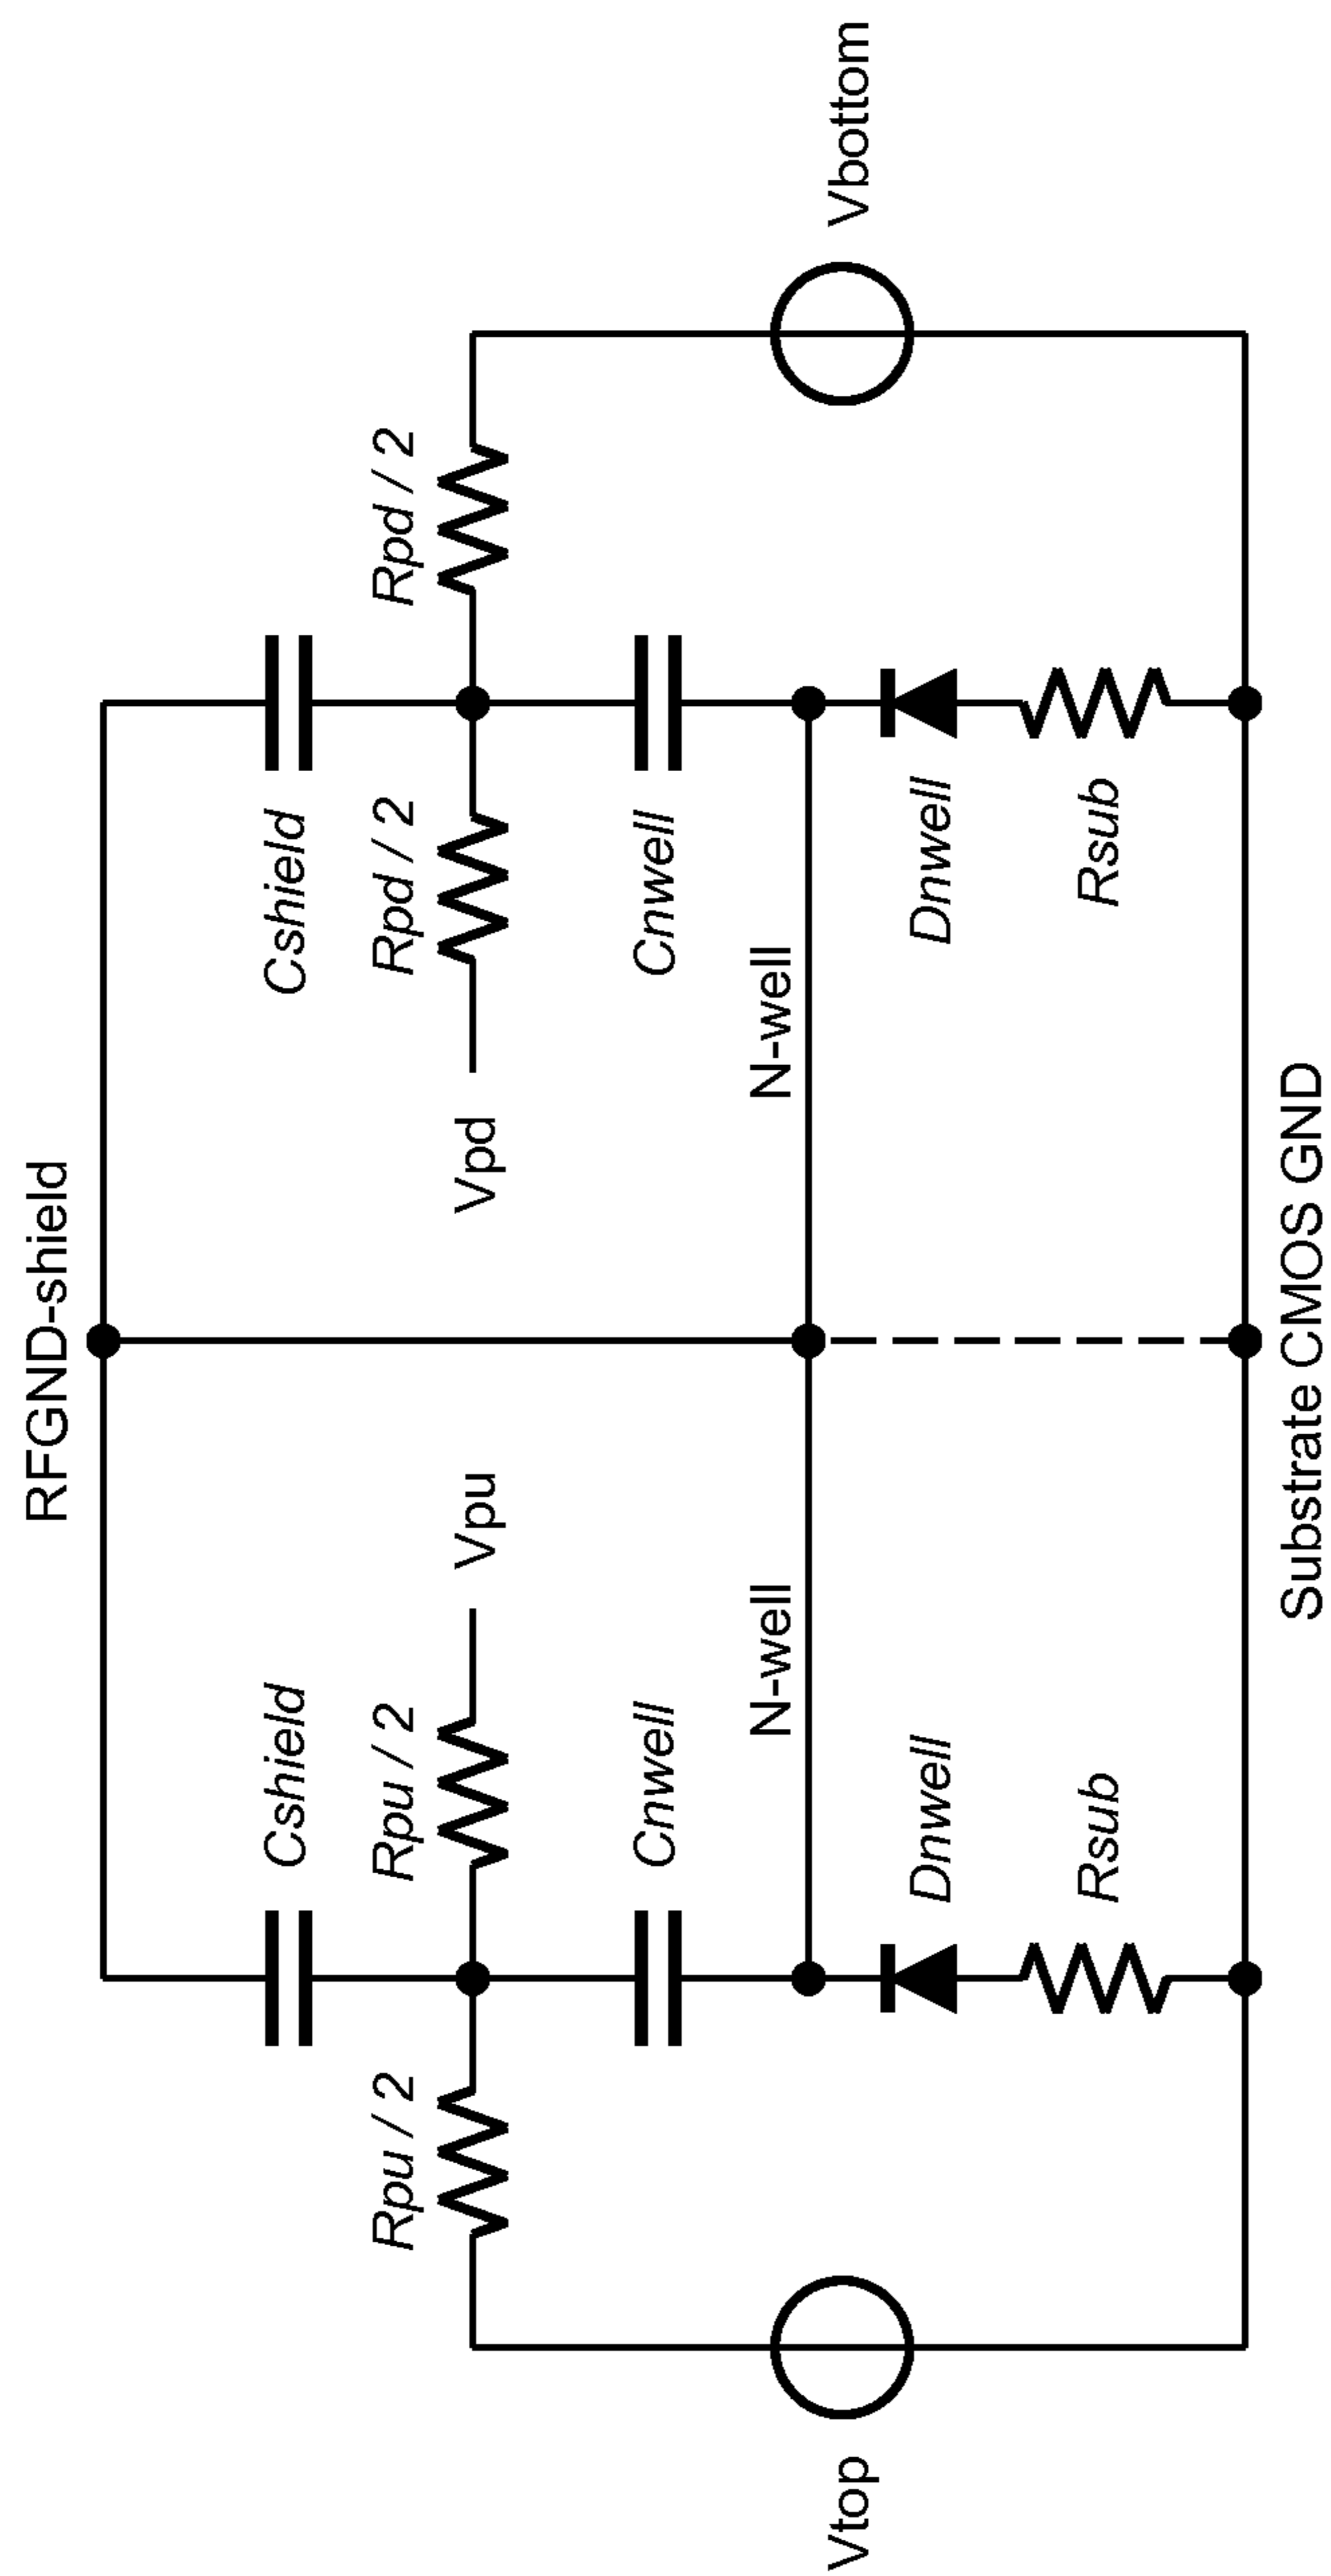 RFGND-shield
Cshield
Cshield
Rpu / 2
Rpu / 2
Rpd / 2
Rpd / 2
Vpu
Vpd
Cnwell
Cnwell
N-well
N-well
Vtop
Vbottom
Dnwell
Dnwell
Rsub
Rsub
Substrate CMOS GND